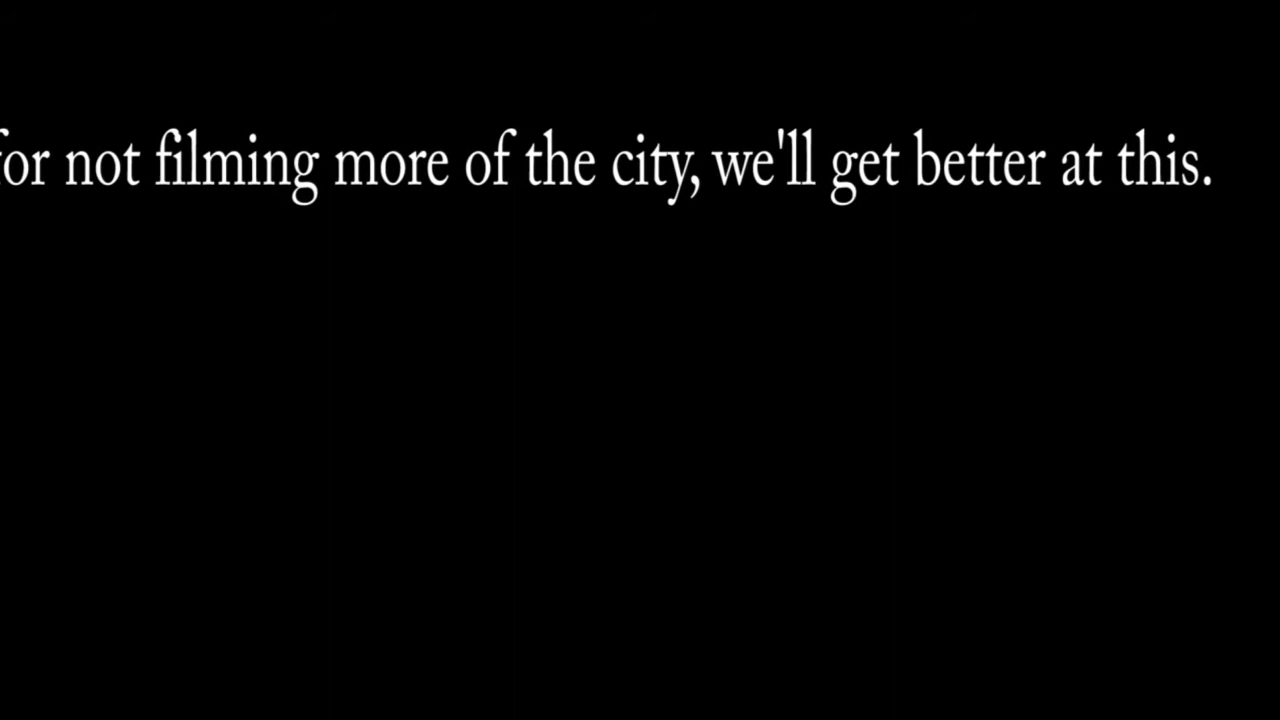 for not filming more of the city, we'll get better at this.